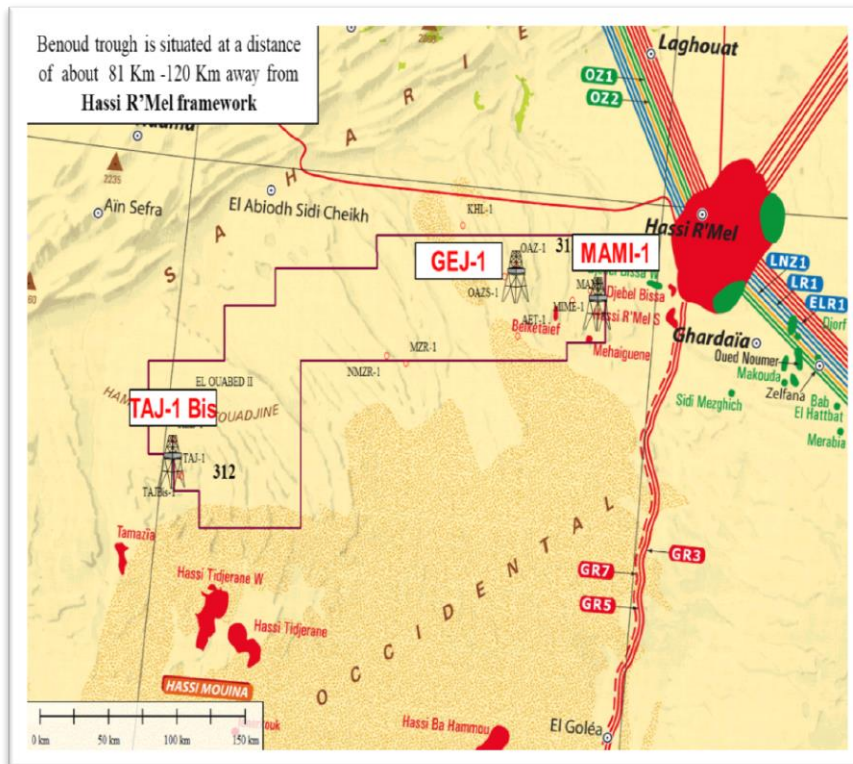 Benoud trough is situated at a distance
of about 81 Km -120 Km away from
Hassi R'Mel framework
Laghouat
OZ1
OZ2
2235
Aïn Sefra
El Abiodh Sidi Cheikh
S A H A R I E
KHL-1
Hassi R'Mel
OAZ-1
31
GEJ-1
MAMI-1
OAZS-1
MIME-1
AET-1
Djebel Bissa
Hassi R'Mel S
Belketaief
Mehaiguene
LNZ1
LR1
ELR1
Djorf
Ghardaïa
Oued Noumer
Makouda
Zelfana
Sidi Mezghich
Bab
El Hattbat
Merabia
MZR-1
NMZR-1
EL OUABED II
TAJ-1 Bis
OUADJINE
TAJ-1
312
TAJBis-1
Tamazïa
Hassi Tidjerane W
Hassi Tidjerane
OCCIDENTAL
GR3
GR7
GR5
HASSI MOUINA
Hassi Ba Hammou
El Goléa
0 km 50 km 100 km 150 km